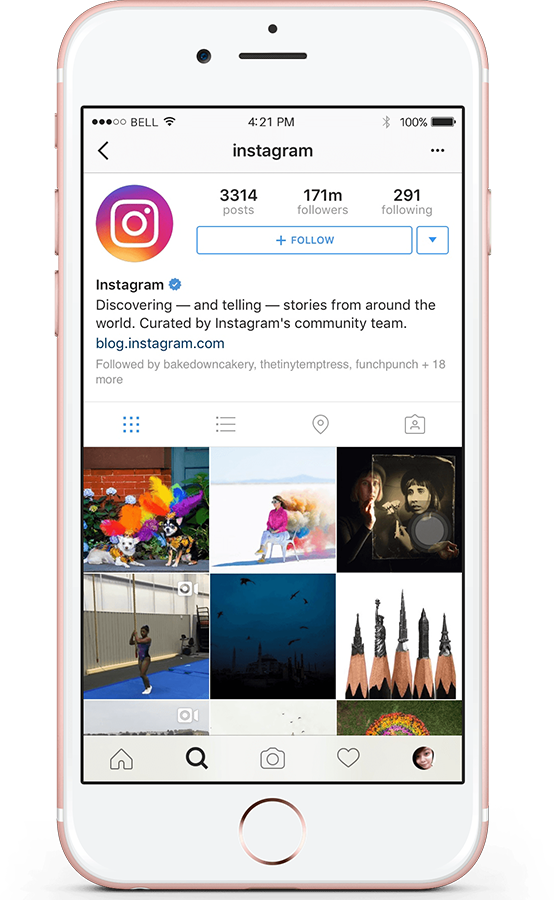 BELL 4:21 PM 100%
instagram
3314 171m 291
posts followers following
+ FOLLOW
Instagram
Discovering — and telling — stories from around the
world. Curated by Instagram's community team.
blog.instagram.com
Followed by bakedowncakery, thetinytemptress, funchpunch + 18
more